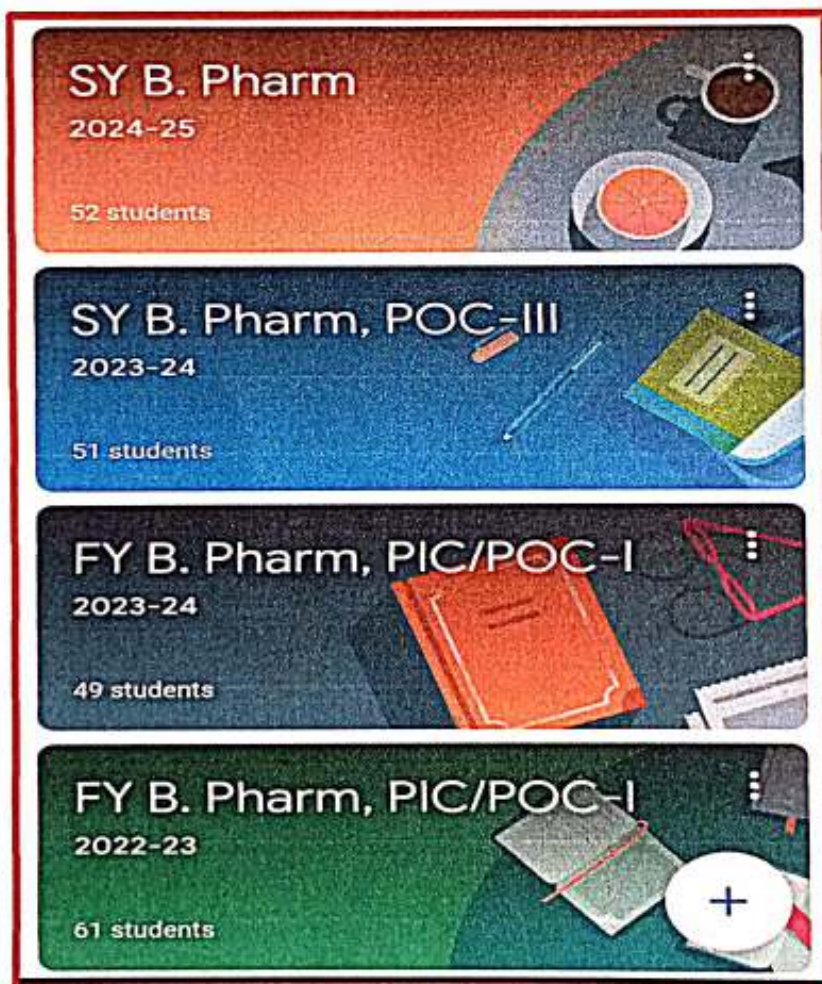 SY B. Pharm
2024-25
52 students
SY B. Pharm, POC-III
2023-24
51 students
FY B. Pharm, PIC/POC-I
2023-24
49 students
FY B. Pharm, PIC/POC-I
2022-23
61 students